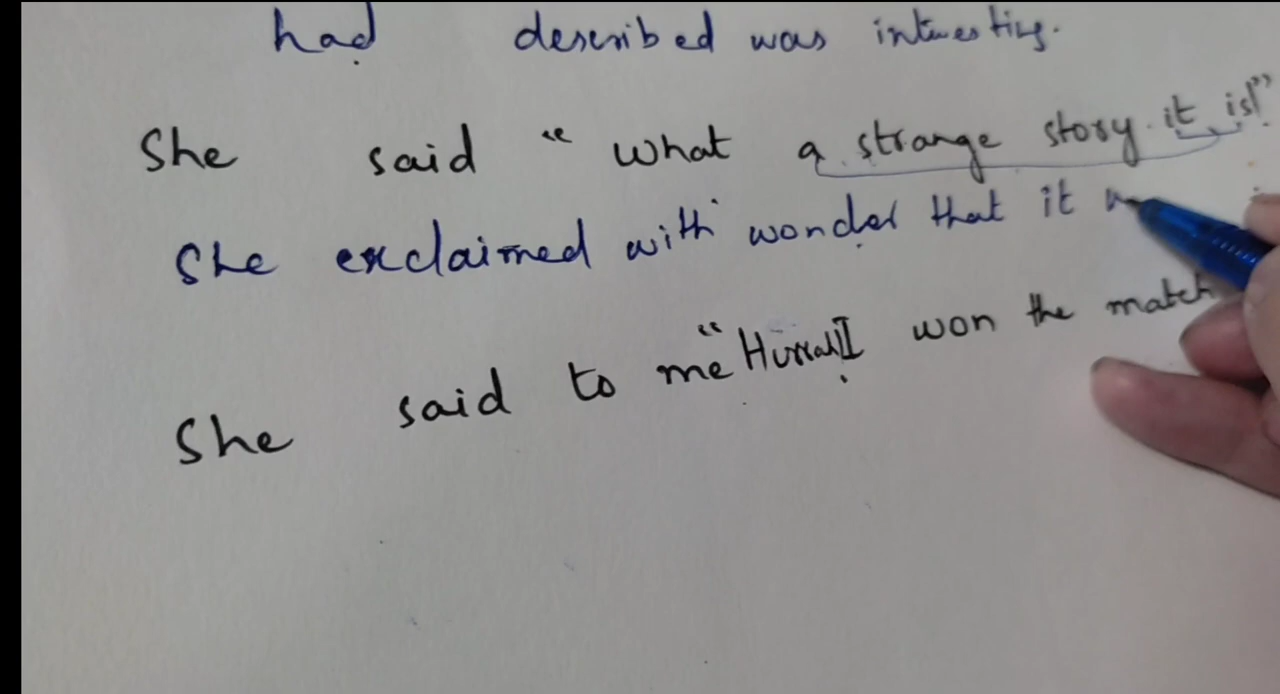 had described was interesting.
She said “ what a strange story it is!”
She exclaimed with wonder that it
She said to me “ Hurrah! I won the match